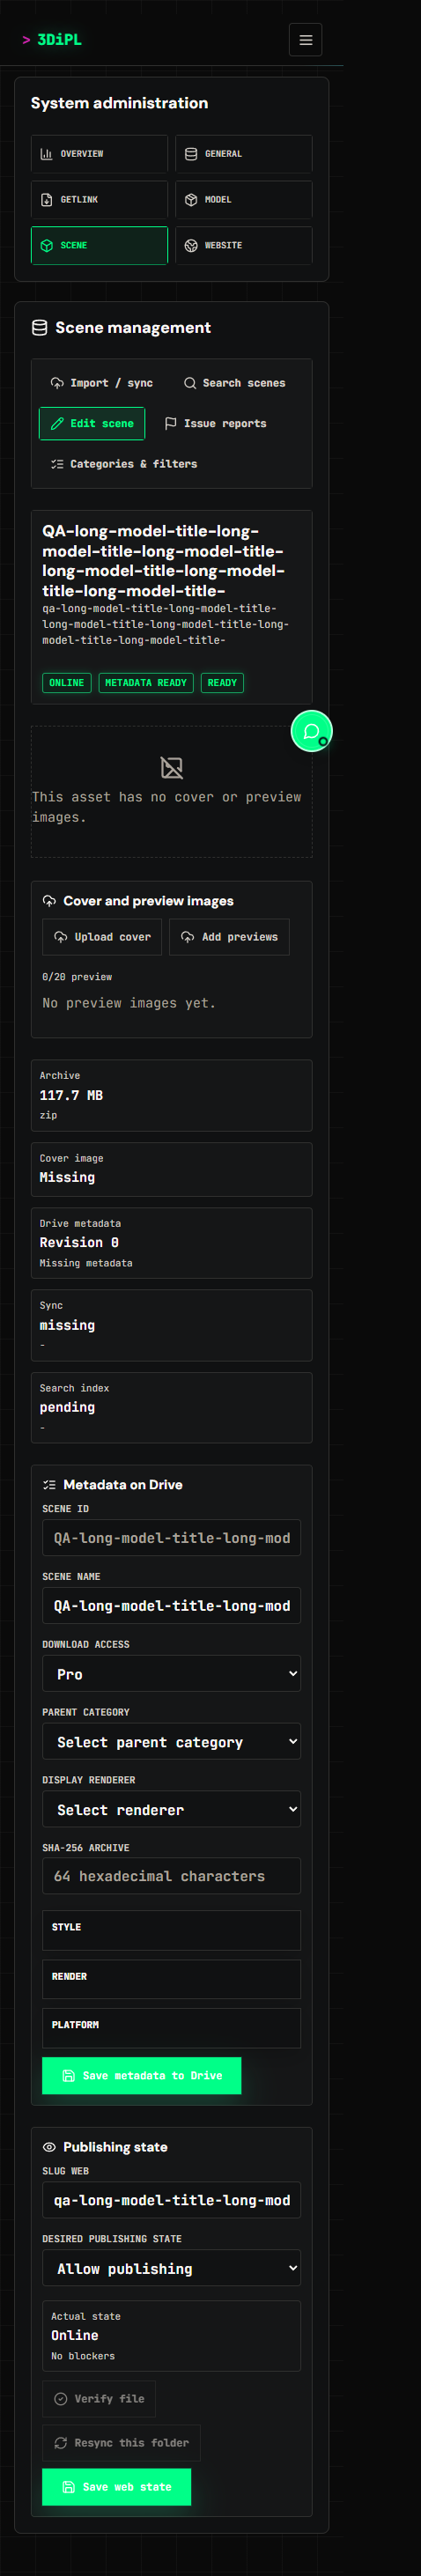 > 3DiPL
System administration
OVERVIEW
GENERAL
GETLINK
MODEL
SCENE
WEBSITE
Scene management
Import / sync
Search scenes
Edit scene
Issue reports
Categories & filters
QA-long-model-title-long-
model-title-long-model-title-
long-model-title-long-model-
title-long-model-title-
qa-long-model-title-long-model-title-
long-model-title-long-model-title-long-
model-title-long-model-title-
ONLINE
METADATA READY
READY
This asset has no cover or preview
images.
Cover and preview images
Upload cover
Add previews
0/20 preview
No preview images yet.
Archive
117.7 MB
zip
Cover image
Missing
Drive metadata
Revision 0
Missing metadata
Sync
missing
-
Search index
pending
-
Metadata on Drive
SCENE ID
QA-long-model-title-long-mod
SCENE NAME
QA-long-model-title-long-mod
DOWNLOAD ACCESS
Pro
PARENT CATEGORY
Select parent category
DISPLAY RENDERER
Select renderer
SHA-256 ARCHIVE
64 hexadecimal characters
STYLE
RENDER
PLATFORM
Save metadata to Drive
Publishing state
SLUG WEB
qa-long-model-title-long-mod
DESIRED PUBLISHING STATE
Allow publishing
Actual state
Online
No blockers
Verify file
Resync this folder
Save web state